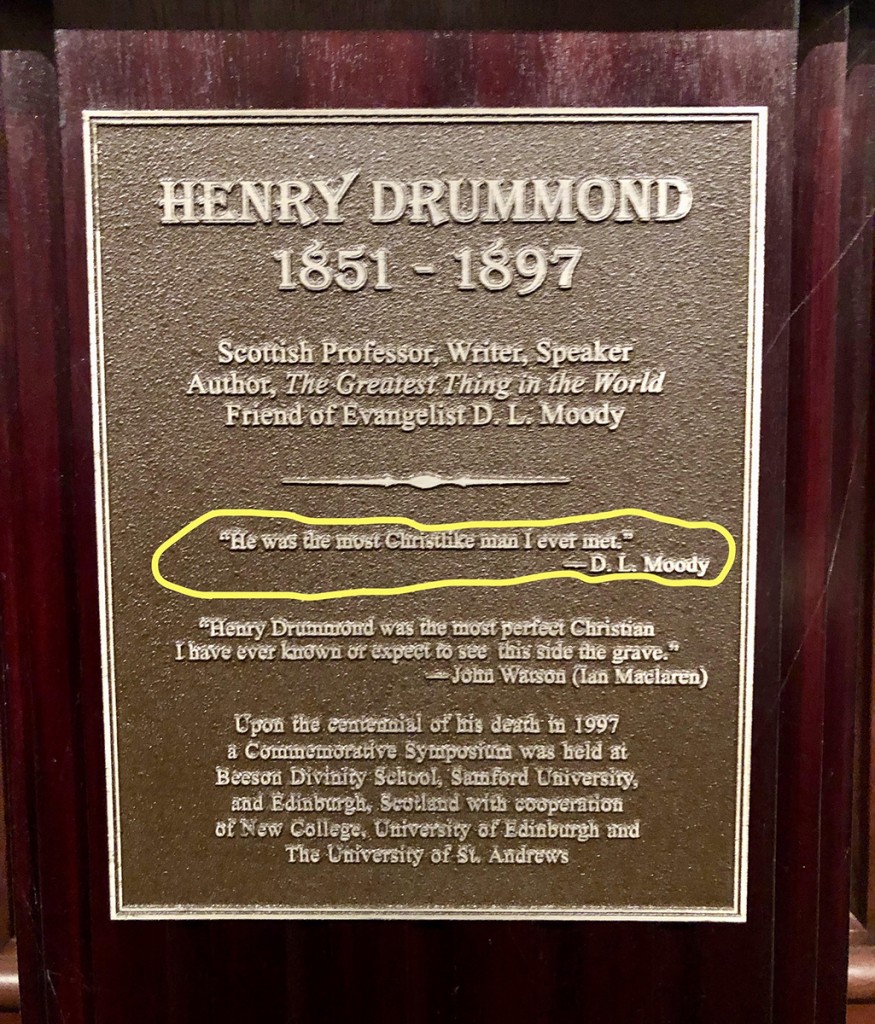 HENRY DRUMMOND
1851 - 1897
Scottish Professor, Writer, Speaker
Author, The Greatest Thing in the World
Friend of Evangelist D. L. Moody
“He was the most Christlike man I ever met.”
— D. L. Moody
“Henry Drummond was the most perfect Christian
I have ever known or expect to see this side the grave.”
— John Watson (Ian Maclaren)
Upon the centennial of his death in 1997
a Commemorative Symposium was held at
Beeson Divinity School, Samford University,
and Edinburgh, Scotland with cooperation
of New College, University of Edinburgh and
The University of St. Andrews